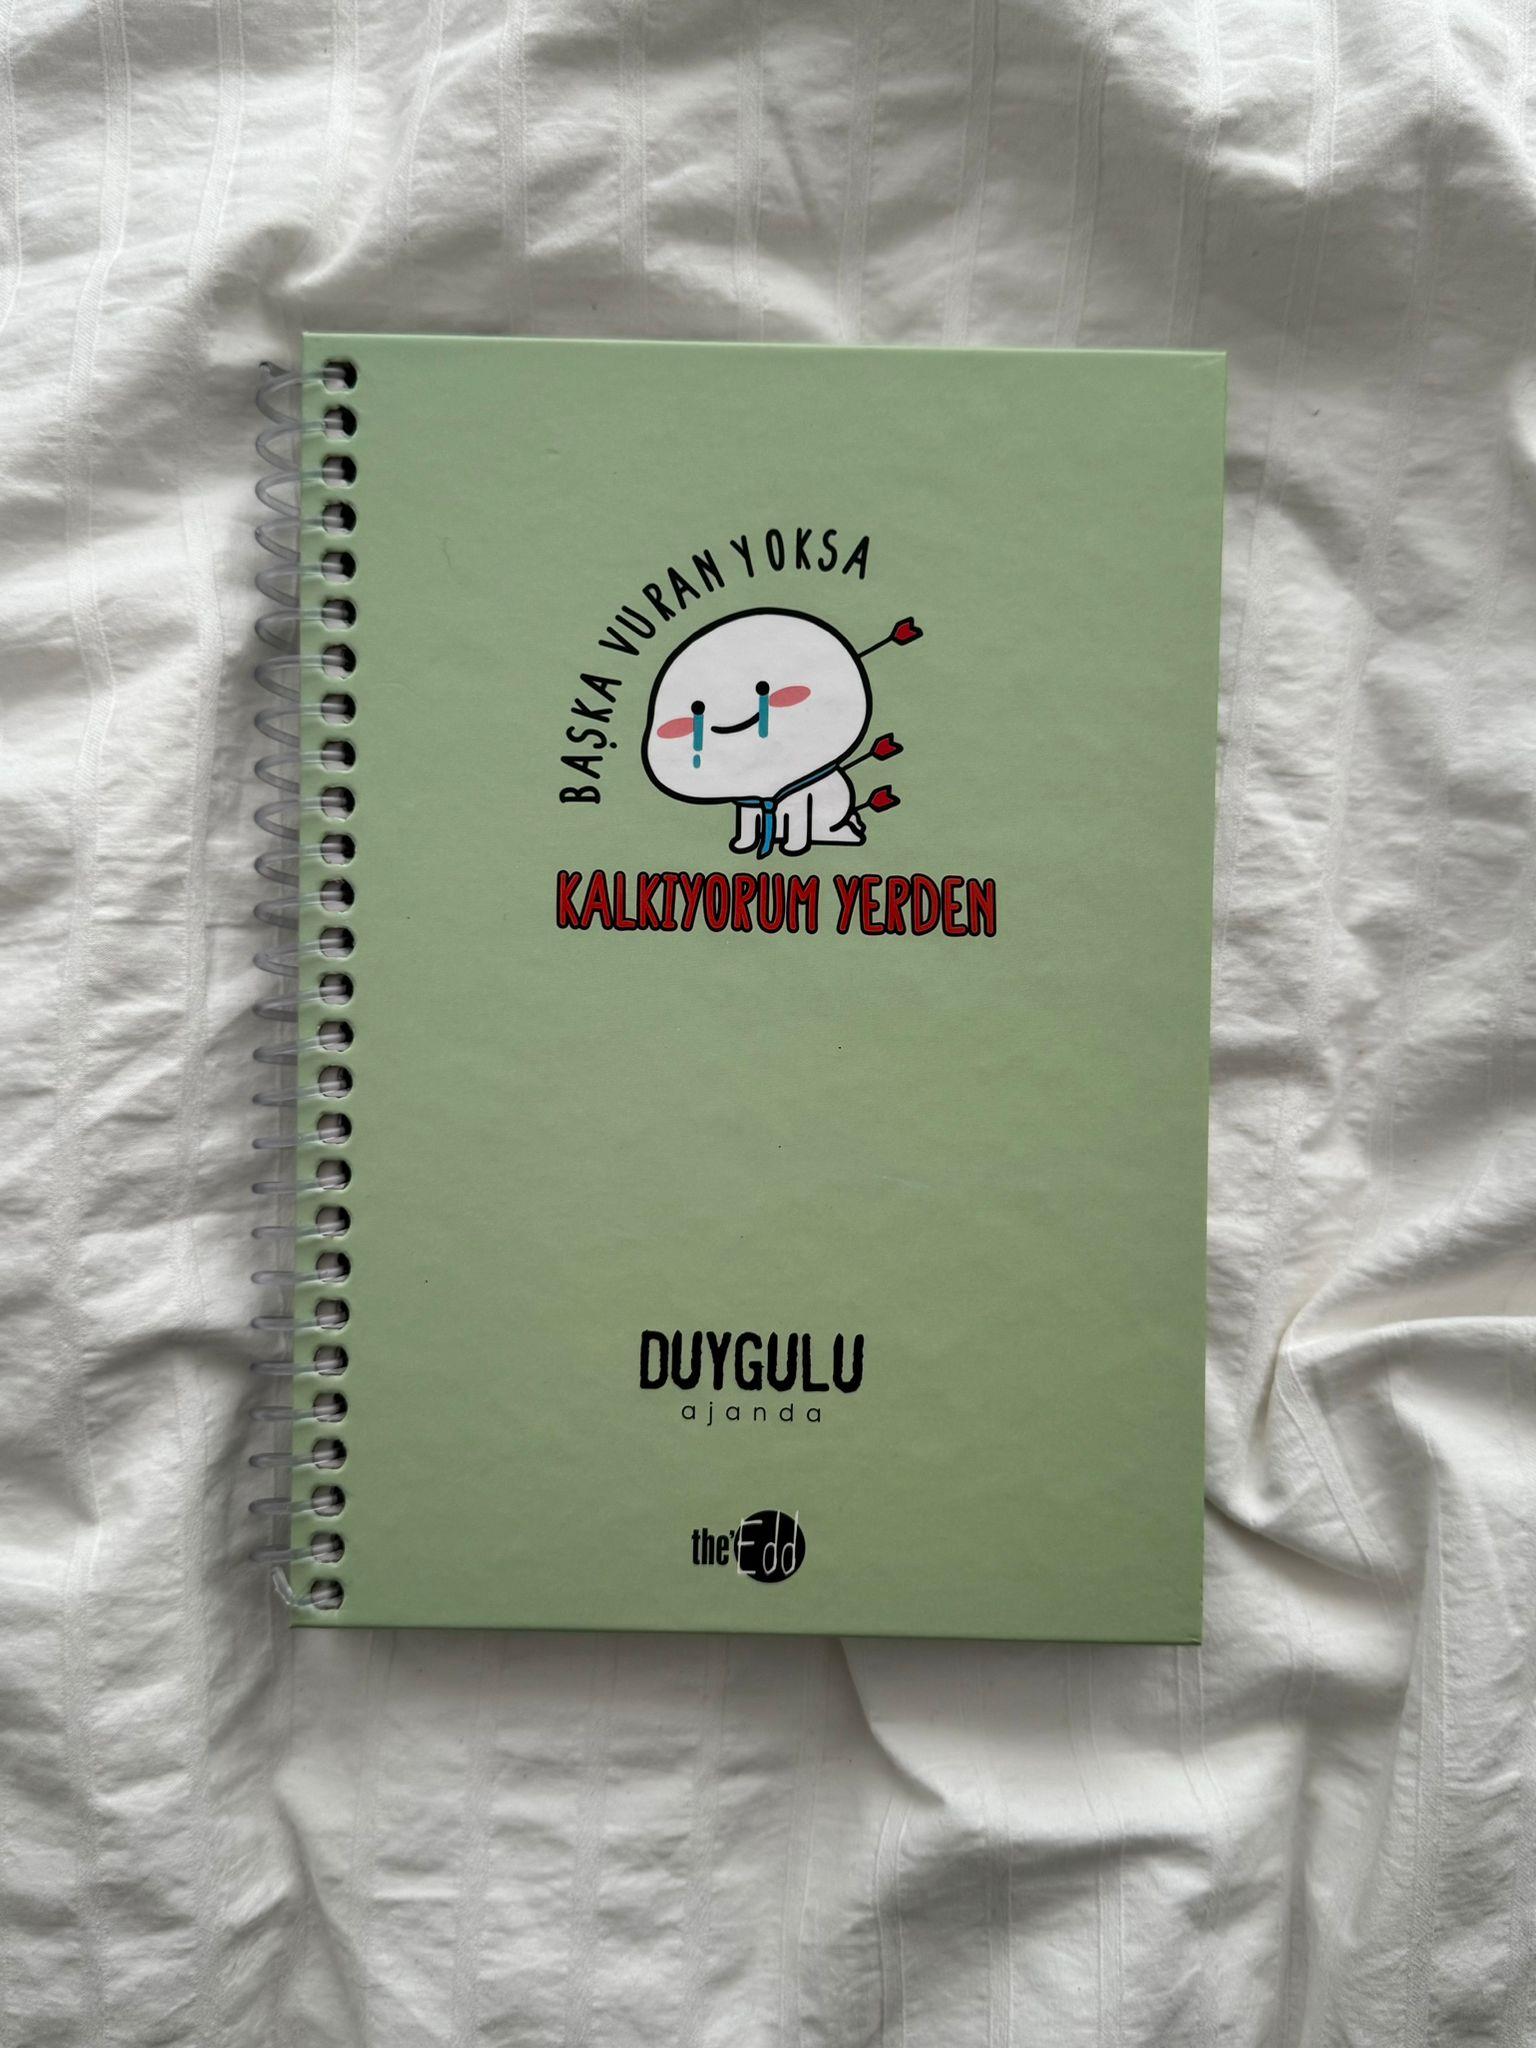 BAŞKA VURAN YOKSA
KALKIYORUM YERDEN
DUYGULU
ajanda
the'Edd